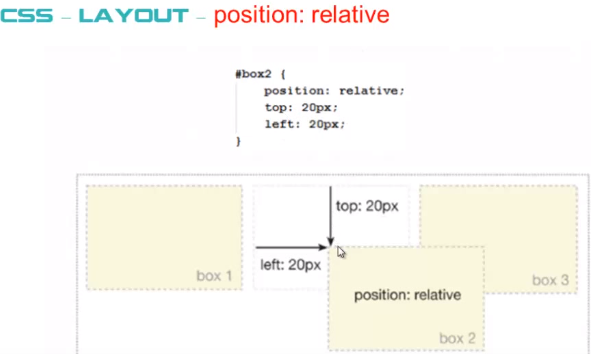 CSS – LAYOUT – position: relative
#box2 {
position: relative;
top: 20px;
left: 20px;
}
top: 20px
left: 20px
box 1
box 3
position: relative
box 2